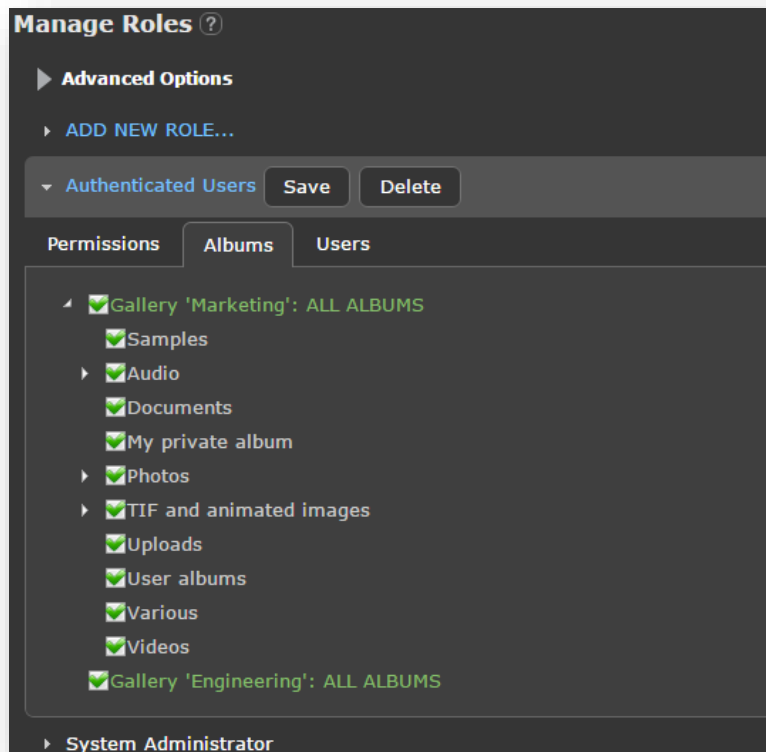 Manage Roles ?
Advanced Options
ADD NEW ROLE...
Authenticated Users Save Delete
Permissions Albums Users
Gallery 'Marketing': ALL ALBUMS
Samples
Audio
Documents
My private album
Photos
TIF and animated images
Uploads
User albums
Various
Videos
Gallery 'Engineering': ALL ALBUMS
System Administrator